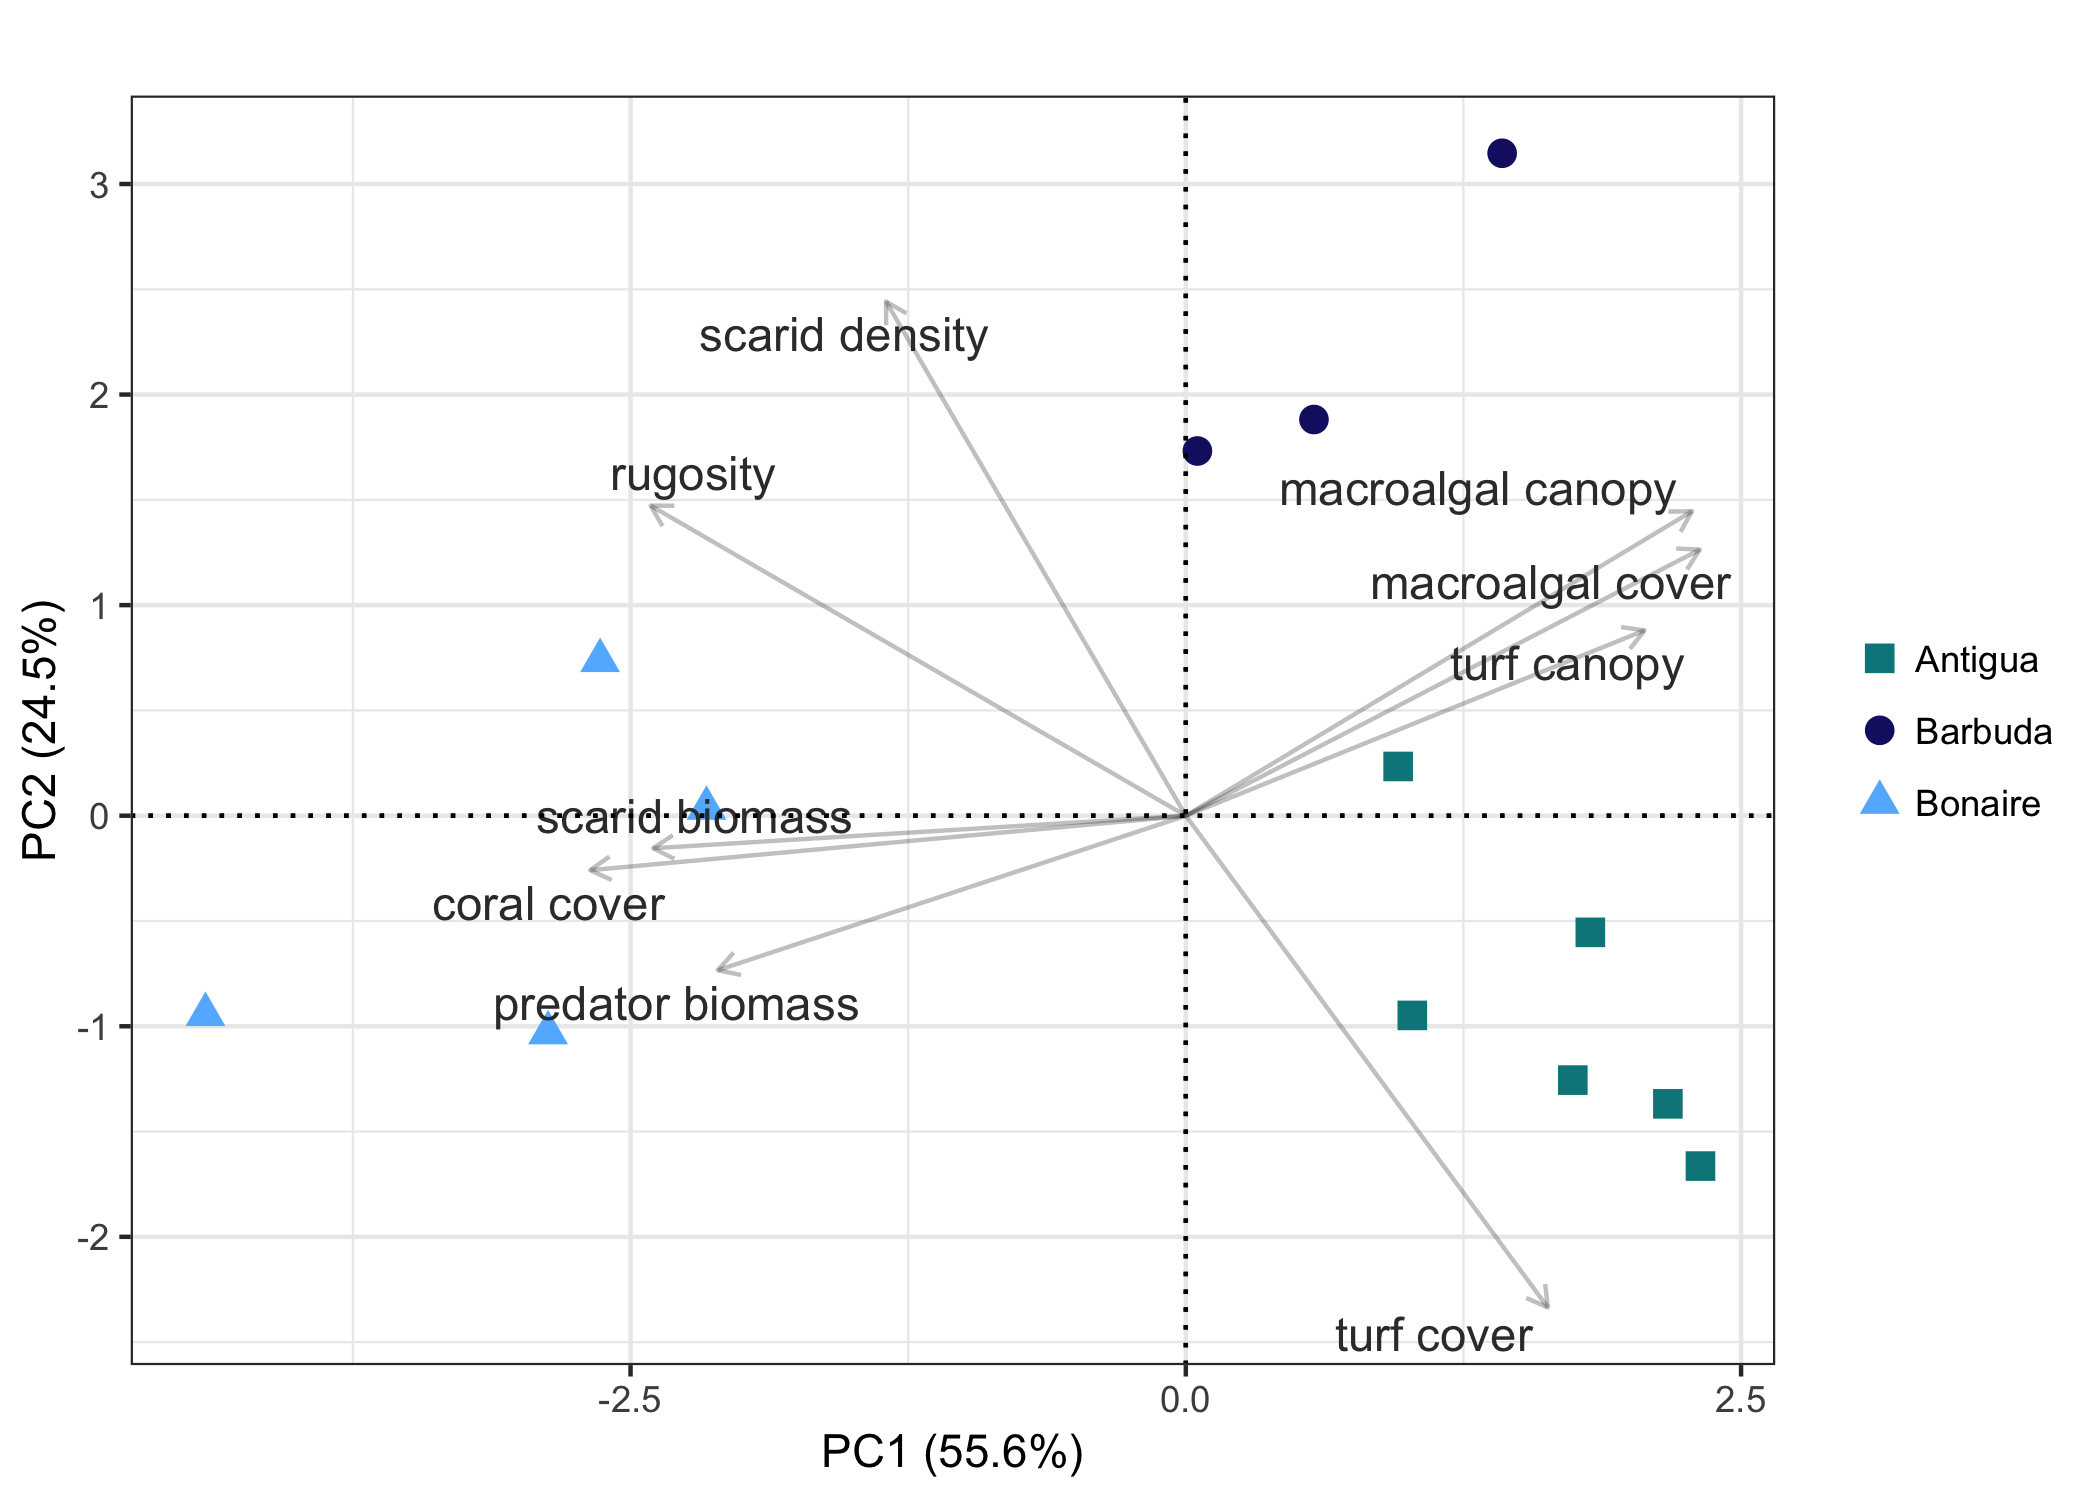 3
2
1
0
-1
-2
PC2 (24.5%)
scarid density
rugosity
macroalgal canopy
macroalgal cover
turf canopy
scarid biomass
coral cover
predator biomass
turf cover
-2.5
0.0
2.5
PC1 (55.6%)
Antigua
Barbuda
Bonaire